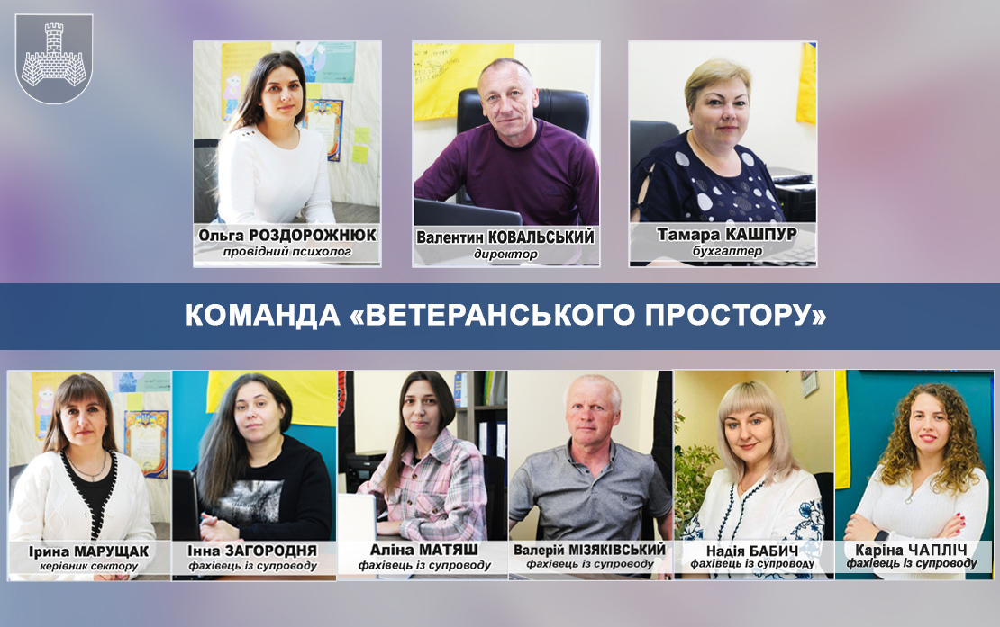 Ольга РОЗДОРОЖНЮК
провідний психолог
Валентин КОВАЛЬСЬКИЙ
директор
Тамара КАШПУР
бухгалтер
КОМАНДА «ВЕТЕРАНСЬКОГО ПРОСТОРУ»
Ірина МАРУЩАК
керівник сектору
Інна ЗАГОРОДНЯ
фахівець із супроводу
Аліна МАТЯШ
фахівець із супроводу
Валерій МІЗЯКІВСЬКИЙ
фахівець із супроводу
Надія БАБИЧ
фахівець із супроводу
Каріна ЧАПЛІЧ
фахівець із супроводу